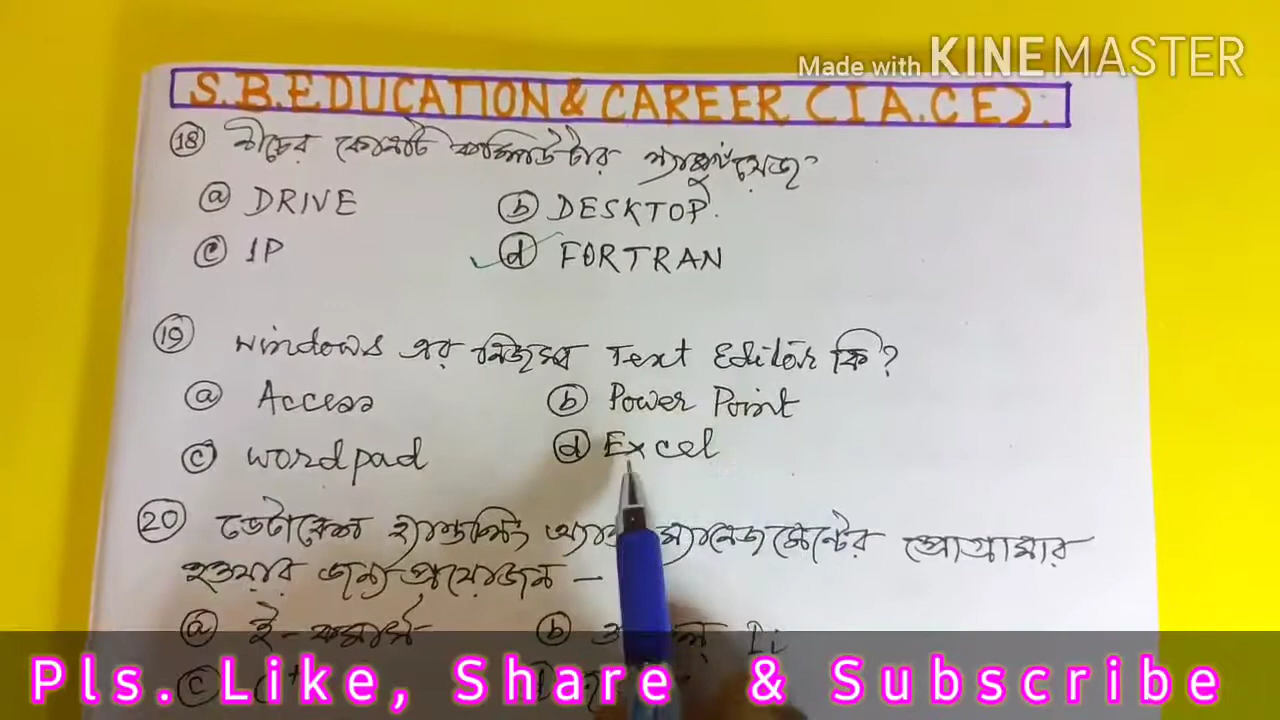 Made with KINEMASTER
S.B.EDUCATION & CAREER (I A.C E).
18 নীচের কোনটি কম্পিউটার ল্যাঙ্গুয়েজ?
a DRIVE b DESKTOP.
c IP d FORTRAN
19 windows এর নিজস্ব Text Editor কি?
a Access b Power Point
c wordpad d Excel
20 ডেটাবেস হ্যান্ডলিং অ্যান্ড ম্যানেজমেন্টের প্রোগ্রামার
হওয়ার জন্য প্রয়োজন –
a ই-কমার্স b
c
Pls. Like, Share & Subscribe